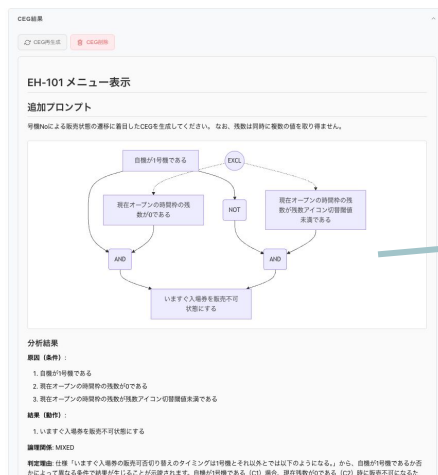 CEG結果
CEG再生成
CEG削除
EH-101 メニュー表示
追加プロンプト
号機Noによる販売状態の遷移に着目したCEGを生成してください。 なお、残数は同時に複数の値を取り得ません。
自機が1号機である
EXCL
現在オープンの時間枠の残
数が0である
NOT
現在オープンの時間枠の残
数が残数アイコン切替閾値
未満である
AND
AND
いますぐ入場券を販売不可
状態にする
分析結果
原因（条件）:
1. 自機が1号機である
2. 現在オープンの時間枠の残数が0である
3. 現在オープンの時間枠の残数が残数アイコン切替閾値未満である
結果（動作）:
1. いますぐ入場券を販売不可状態にする
論理関係: MIXED
判定理由: 仕様「いますぐ入場券の販売可否切り替えのタイミングは1号機とそれ以外とでは以下のようになる。」から、自機が1号機であるか否
かによって異なる条件で結果が生じることが示唆されます。自機が1号機である（C1）場合、現在残数が0である（C2）時に販売不可になるた